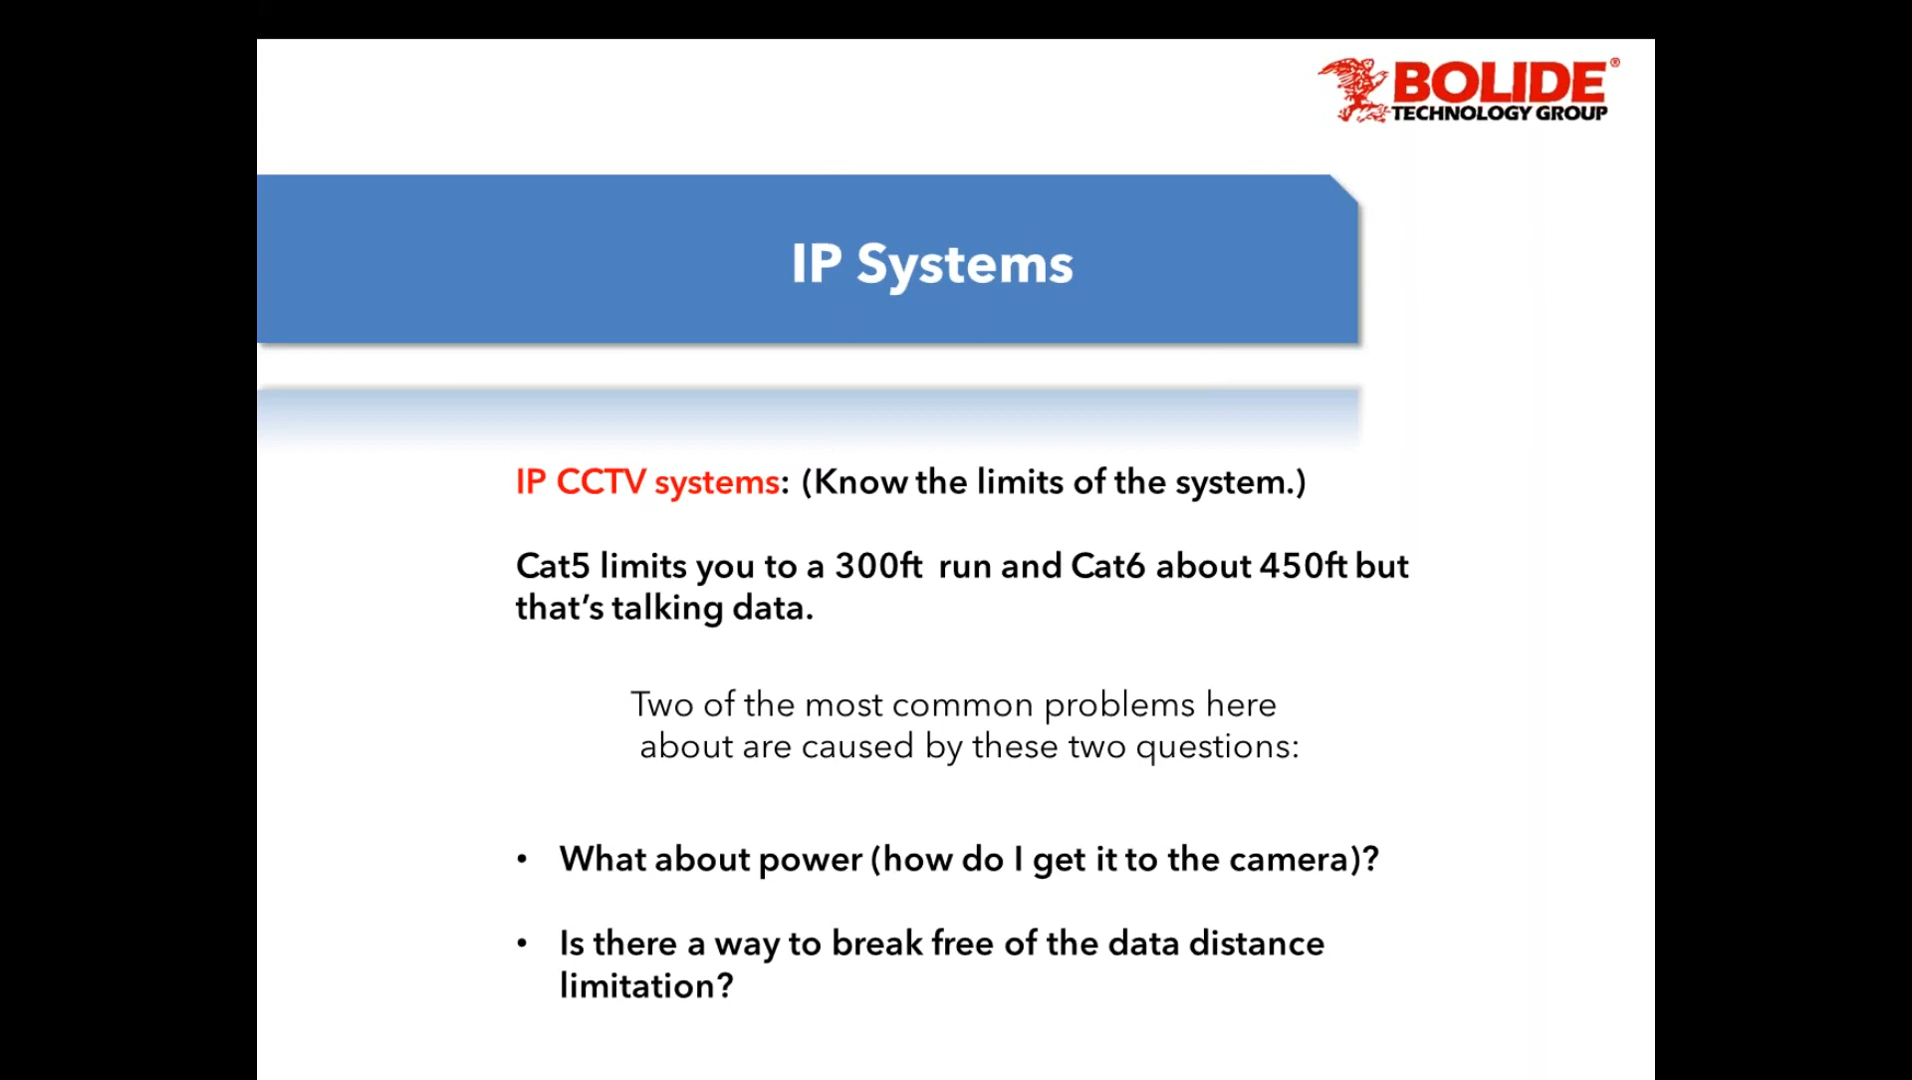 BOLIDE®
TECHNOLOGY GROUP
IP Systems
IP CCTV systems: (Know the limits of the system.)
Cat5 limits you to a 300ft run and Cat6 about 450ft but
that's talking data.
Two of the most common problems here
about are caused by these two questions:
• What about power (how do I get it to the camera)?
• Is there a way to break free of the data distance
limitation?